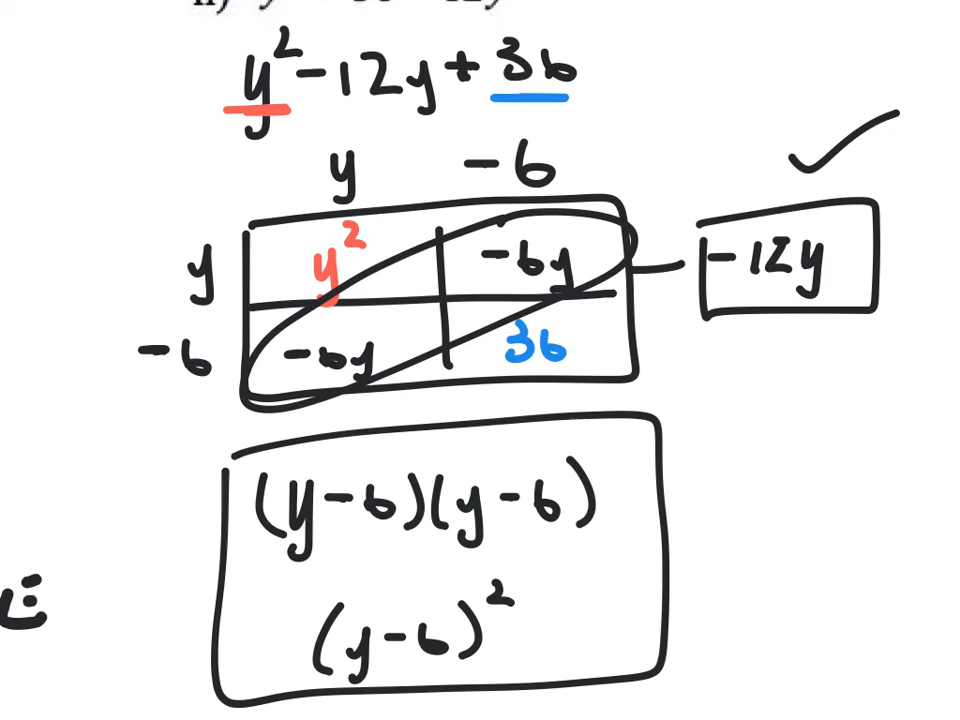 y² - 12y + 36
y -6
y y² -6y -12y
-6 -6y 36
(y-6)(y-6)
(y-6)²